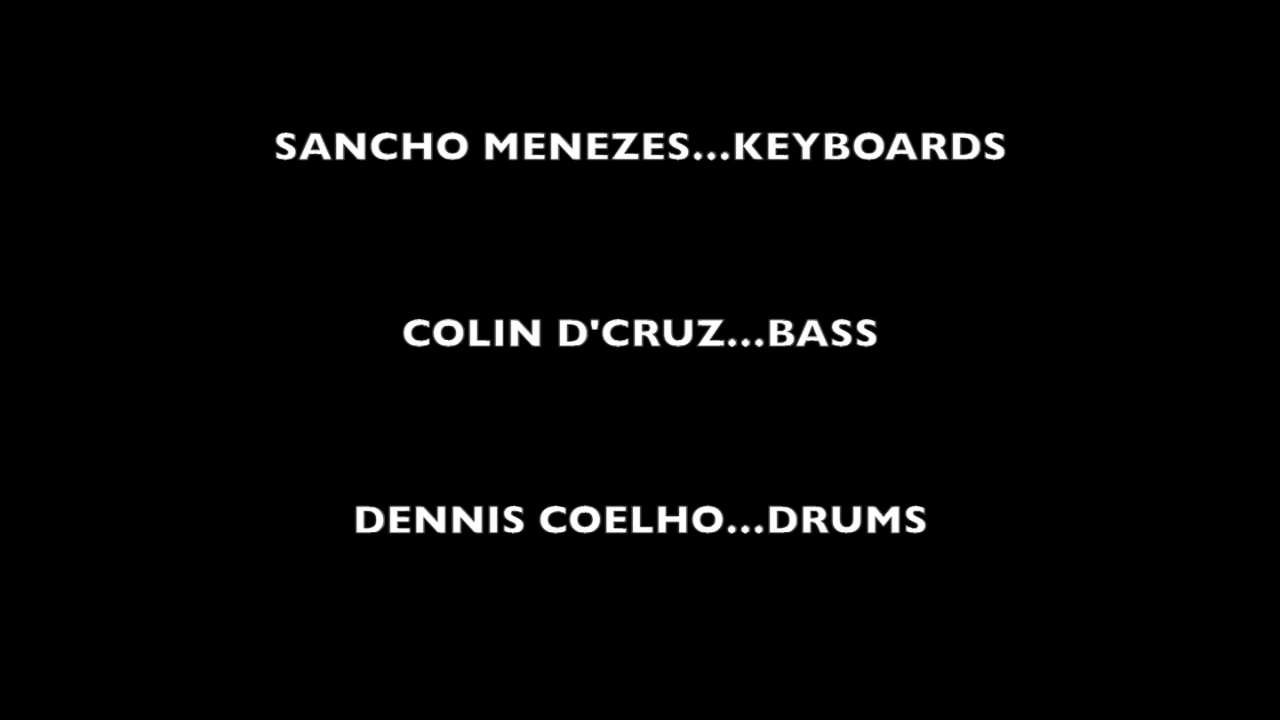 SANCHO MENEZES...KEYBOARDS
COLIN D'CRUZ...BASS
DENNIS COELHO...DRUMS